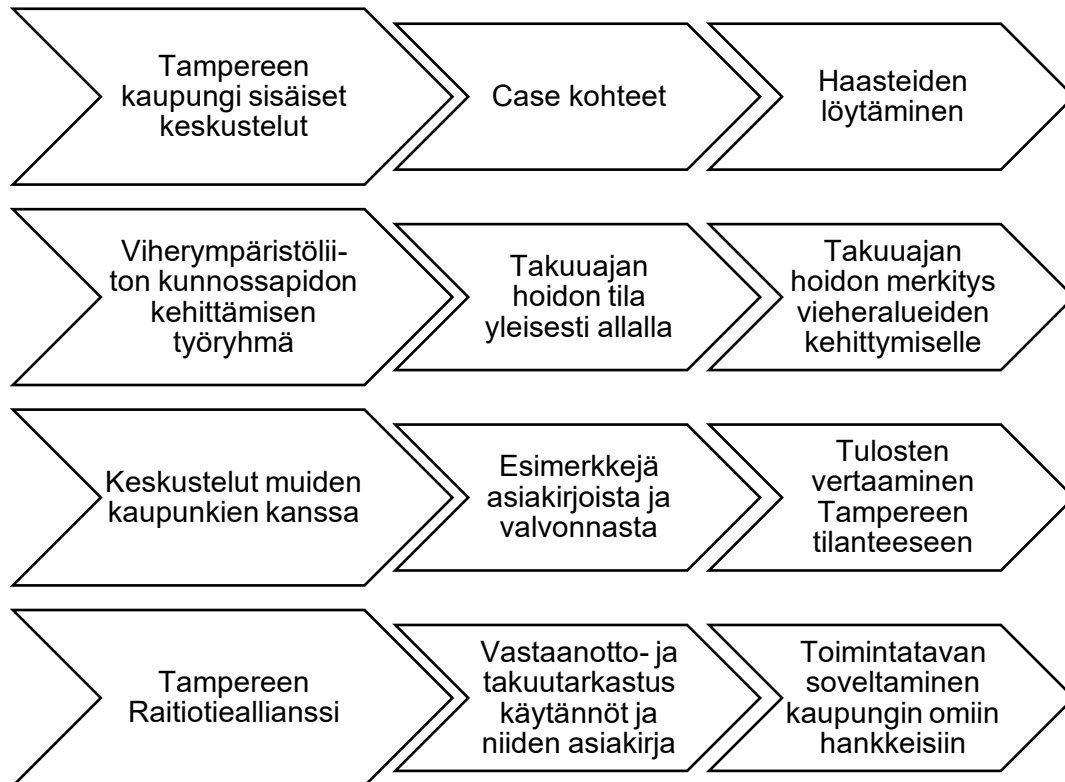 Tampereen
kaupungi sisäiset
keskustelut
Case kohteet
Haasteiden
löytäminen
Viherympäristölii-
ton kunnossapidon
kehittämisen
työryhmä
Takuuajan
hoidon tila
yleisesti allalla
Takuuajan
hoidon merkitys
vieheralueiden
kehittymiselle
Keskustelut muiden
kaupunkien kanssa
Esimerkkejä
asiakirjoista ja
valvonnasta
Tulosten
vertaaminen
Tampereen
tilanteeseen
Tampereen
Raitiotieallianssi
Vastaanotto- ja
takuutarkastus
käytännöt ja
niiden asiakirja
Toimintatavan
soveltaminen
kaupungin omiin
hankkeisiin